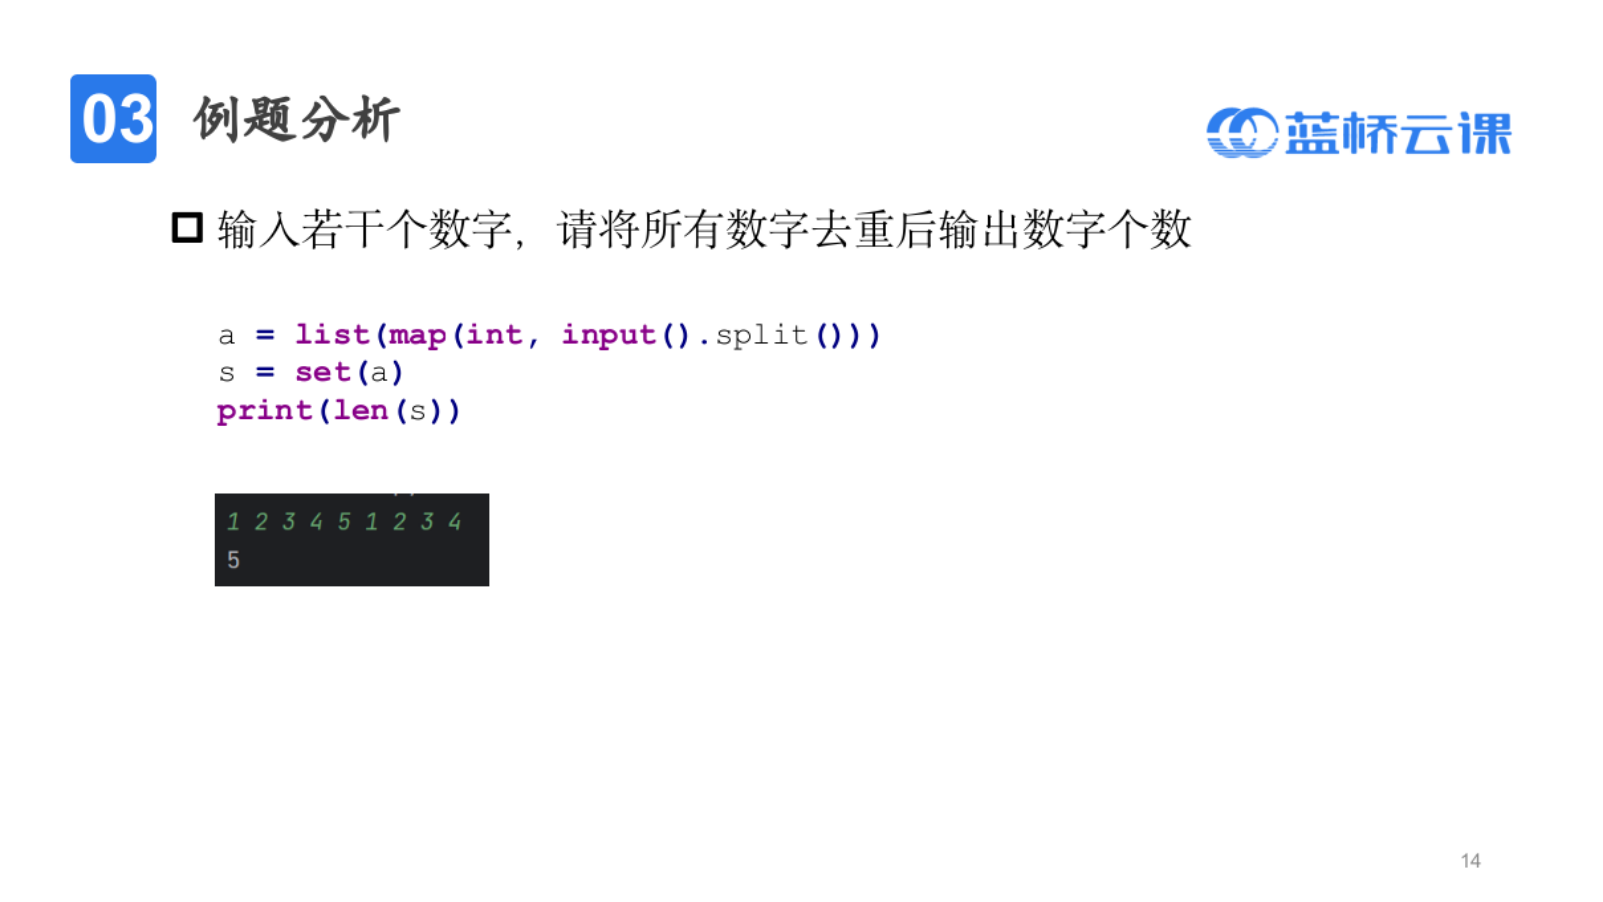 03 例题分析
蓝桥云课
输入若干个数字，请将所有数字去重后输出数字个数
a = list(map(int, input().split()))
s = set(a)
print(len(s))
1 2 3 4 5 1 2 3 4
5
14